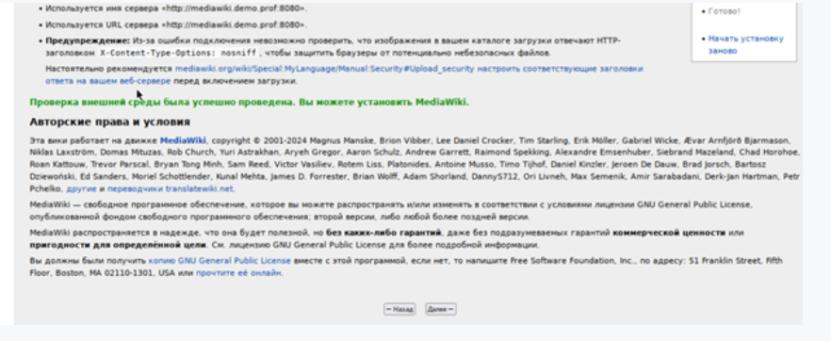 • Используется имя сервера «http://mediawiki.demo.prof:8080».
• Используется URL сервера «http://mediawiki.demo.prof:8080».
• Предупреждение: Из-за ошибки подключения невозможно проверить, что изображения в вашем каталоге загрузки отвечают HTTP-
заголовком X-Content-Type-Options: nosniff, чтобы защитить браузеры от потенциально небезопасных файлов.
Настоятельно рекомендуется mediawiki.org/wiki/Special:MyLanguage/Manual:Security#Upload_security настроить соответствующие заголовки
ответа на вашем веб-сервере перед включением загрузки.
Проверка внешней среды была успешно проведена. Вы можете установить MediaWiki.
Авторские права и условия
Эта вики работает на движке MediaWiki, copyright © 2001-2024 Magnus Manske, Brion Vibber, Lee Daniel Crocker, Tim Starling, Erik Möller, Gabriel Wicke, Ævar Arnfjörð Bjarmason,
Niklas Laxström, Domas Mituzas, Rob Church, Yuri Astrakhan, Aryeh Gregor, Aaron Schulz, Andrew Garrett, Raimond Spekking, Alexandre Emsenhuber, Siebrand Mazeland, Chad Horohoe,
Roan Kattouw, Trevor Parscal, Bryan Tong Minh, Sam Reed, Victor Vasiliev, Rotem Liss, Platonides, Antoine Musso, Timo Tijhof, Daniel Kinzler, Jeroen De Dauw, Brad Jorsch, Bartosz
Dziewoński, Ed Sanders, Moriel Schottlender, Kunal Mehta, James D. Forrester, Brian Wolff, Adam Shorland, DannyS712, Ori Livneh, Max Semenik, Amir Sarabadani, Derk-Jan Hartman, Petr
Pchelko, другие и переводчики translatewiki.net.
MediaWiki — свободное программное обеспечение, которое вы можете распространять и/или изменять в соответствии с условиями лицензии GNU General Public License,
опубликованной фондом свободного программного обеспечения; второй версии, либо любой более поздней версии.
MediaWiki распространяется в надежде, что она будет полезной, но без каких-либо гарантий, даже без подразумеваемых гарантий коммерческой ценности или
пригодности для определённой цели. См. лицензию GNU General Public License для более подробной информации.
Вы должны были получить копию GNU General Public License вместе с этой программой, если нет, то напишите Free Software Foundation, Inc., по адресу: 51 Franklin Street, Fifth
Floor, Boston, MA 02110-1301, USA или прочтите её онлайн.
← Назад
Далее →
• Готово!
• Начать установку
заново